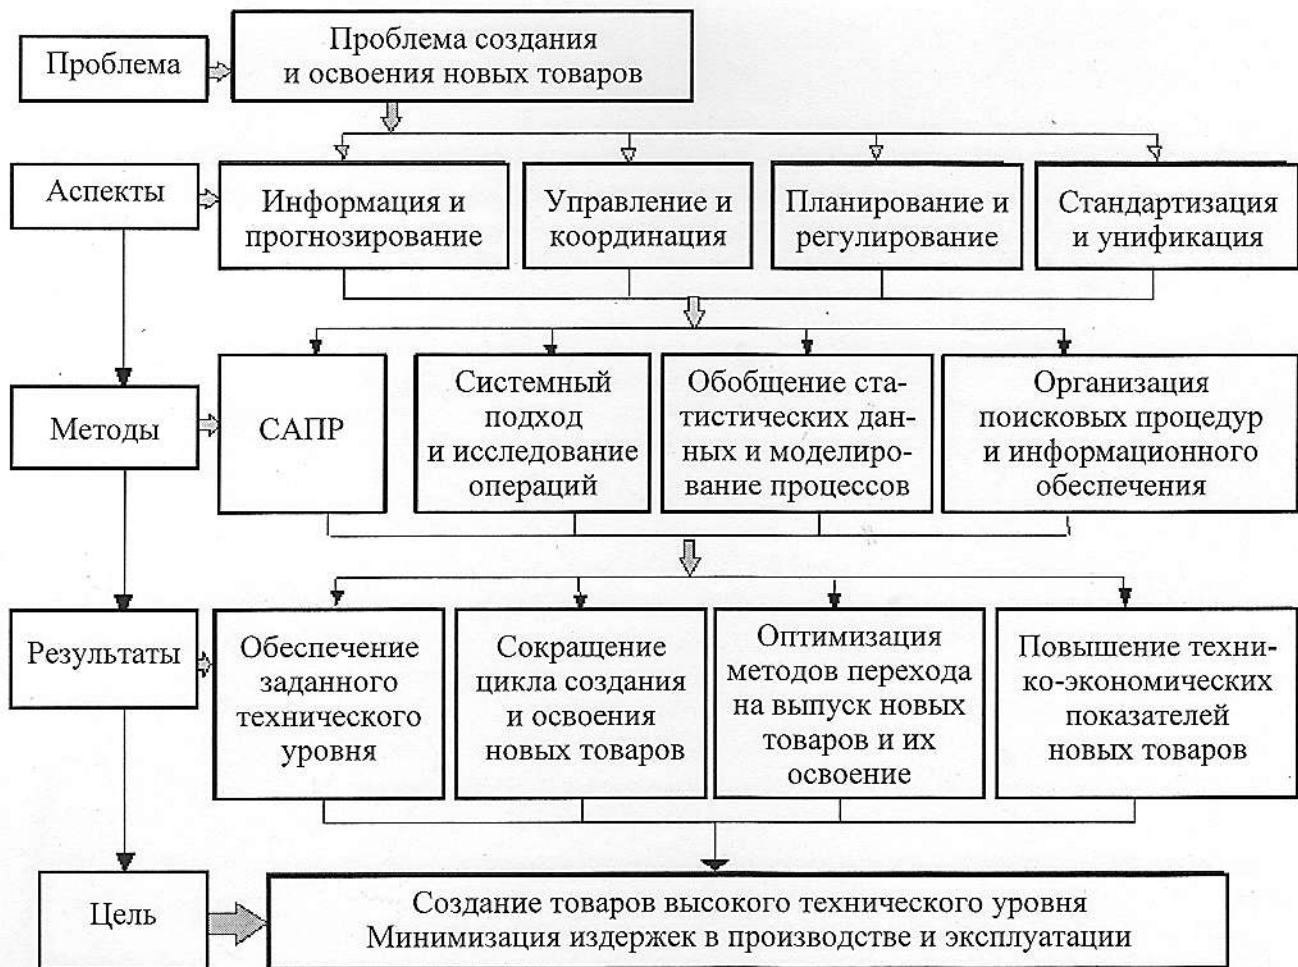 Проблема
Проблема создания
и освоения новых товаров
Аспекты
Информация и
прогнозирование
Управление и
координация
Планирование и
регулирование
Стандартизация
и унификация
Методы
САПР
Системный
подход
и исследование
операций
Обобщение ста-
тистических дан-
ных и моделиро-
вание процессов
Организация
поисковых процедур
и информационного
обеспечения
Результаты
Обеспечение
заданного
технического
уровня
Сокращение
цикла создания
и освоения
новых товаров
Оптимизация
методов перехода
на выпуск новых
товаров и их
освоение
Повышение техни-
ко-экономических
показателей
новых товаров
Цель
Создание товаров высокого технического уровня
Минимизация издержек в производстве и эксплуатации